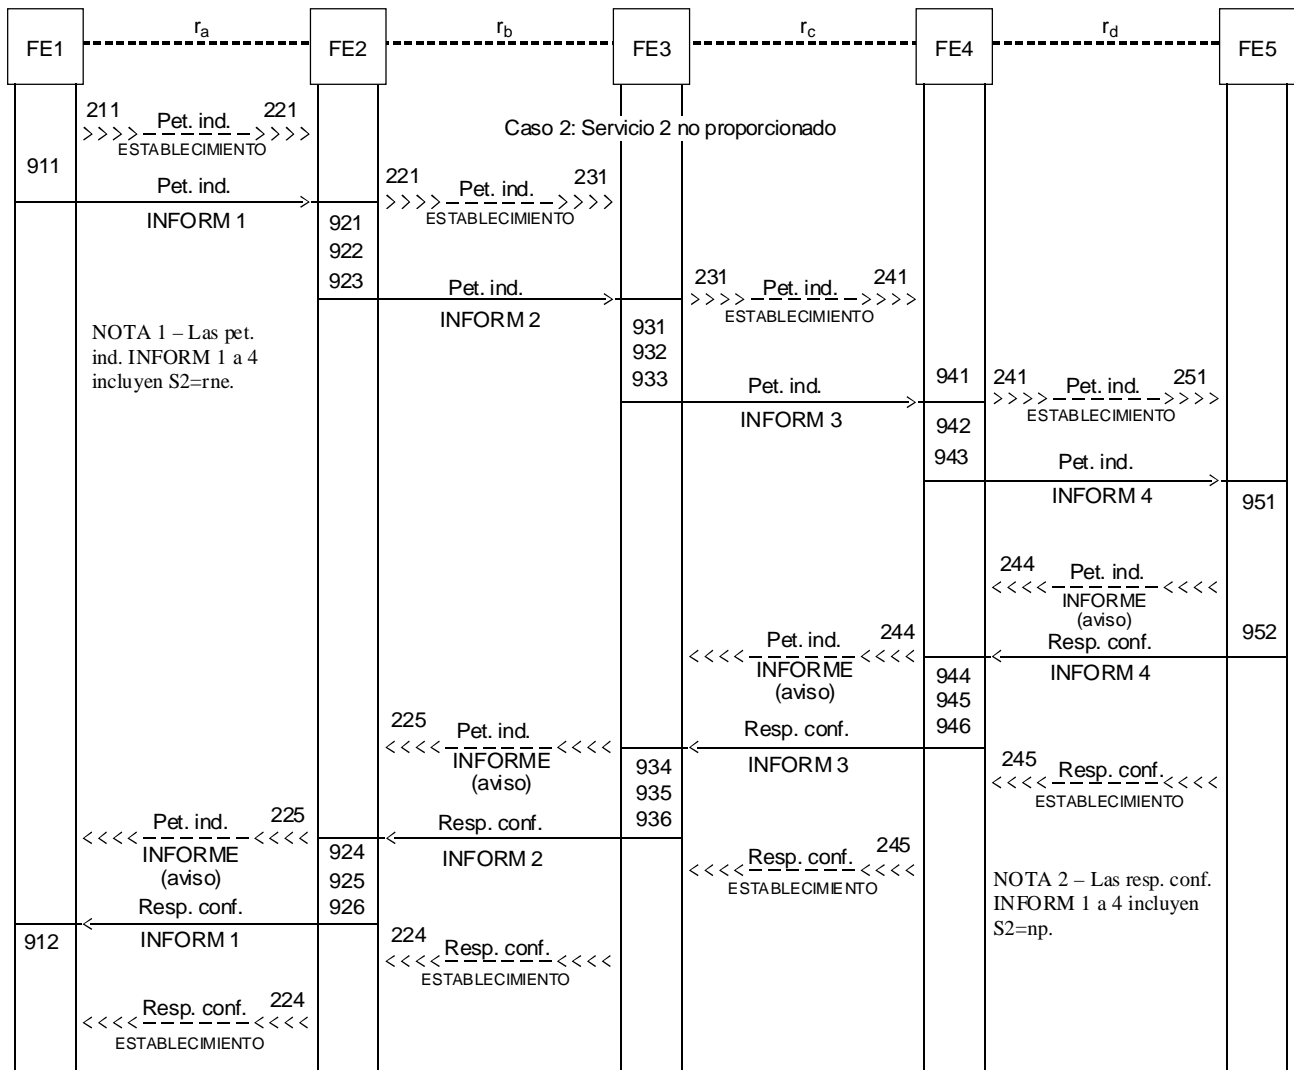 r_a r_b r_c r_d
FE1 FE2 FE3 FE4 FE5
211 Pet. ind. 221
ESTABLECIMIENTO
Caso 2: Servicio 2 no proporcionado
911
Pet. ind.
INFORM 1
221 Pet. ind. 231
ESTABLECIMIENTO
921
922
923
Pet. ind.
INFORM 2
231 Pet. ind. 241
ESTABLECIMIENTO
NOTA 1 – Las pet.
ind. INFORM 1 a 4
incluyen S2=rne.
931
932
933
Pet. ind.
INFORM 3
941
241 Pet. ind. 251
ESTABLECIMIENTO
942
943
Pet. ind.
INFORM 4
951
244 Pet. ind.
INFORME
(aviso)
952
Resp. conf.
INFORM 4
Pet. ind. 244
INFORME
(aviso)
944
945
946
Resp. conf.
INFORM 3
225 Pet. ind.
INFORME
(aviso)
934
935
936
245 Resp. conf.
ESTABLECIMIENTO
Pet. ind. 225
INFORME
(aviso)
Resp. conf.
INFORM 2
924
925
926
Resp. conf. 245
ESTABLECIMIENTO
NOTA 2 – Las resp. conf.
INFORM 1 a 4 incluyen
S2=np.
Resp. conf.
INFORM 1
912
224 Resp. conf.
ESTABLECIMIENTO
Resp. conf. 224
ESTABLECIMIENTO